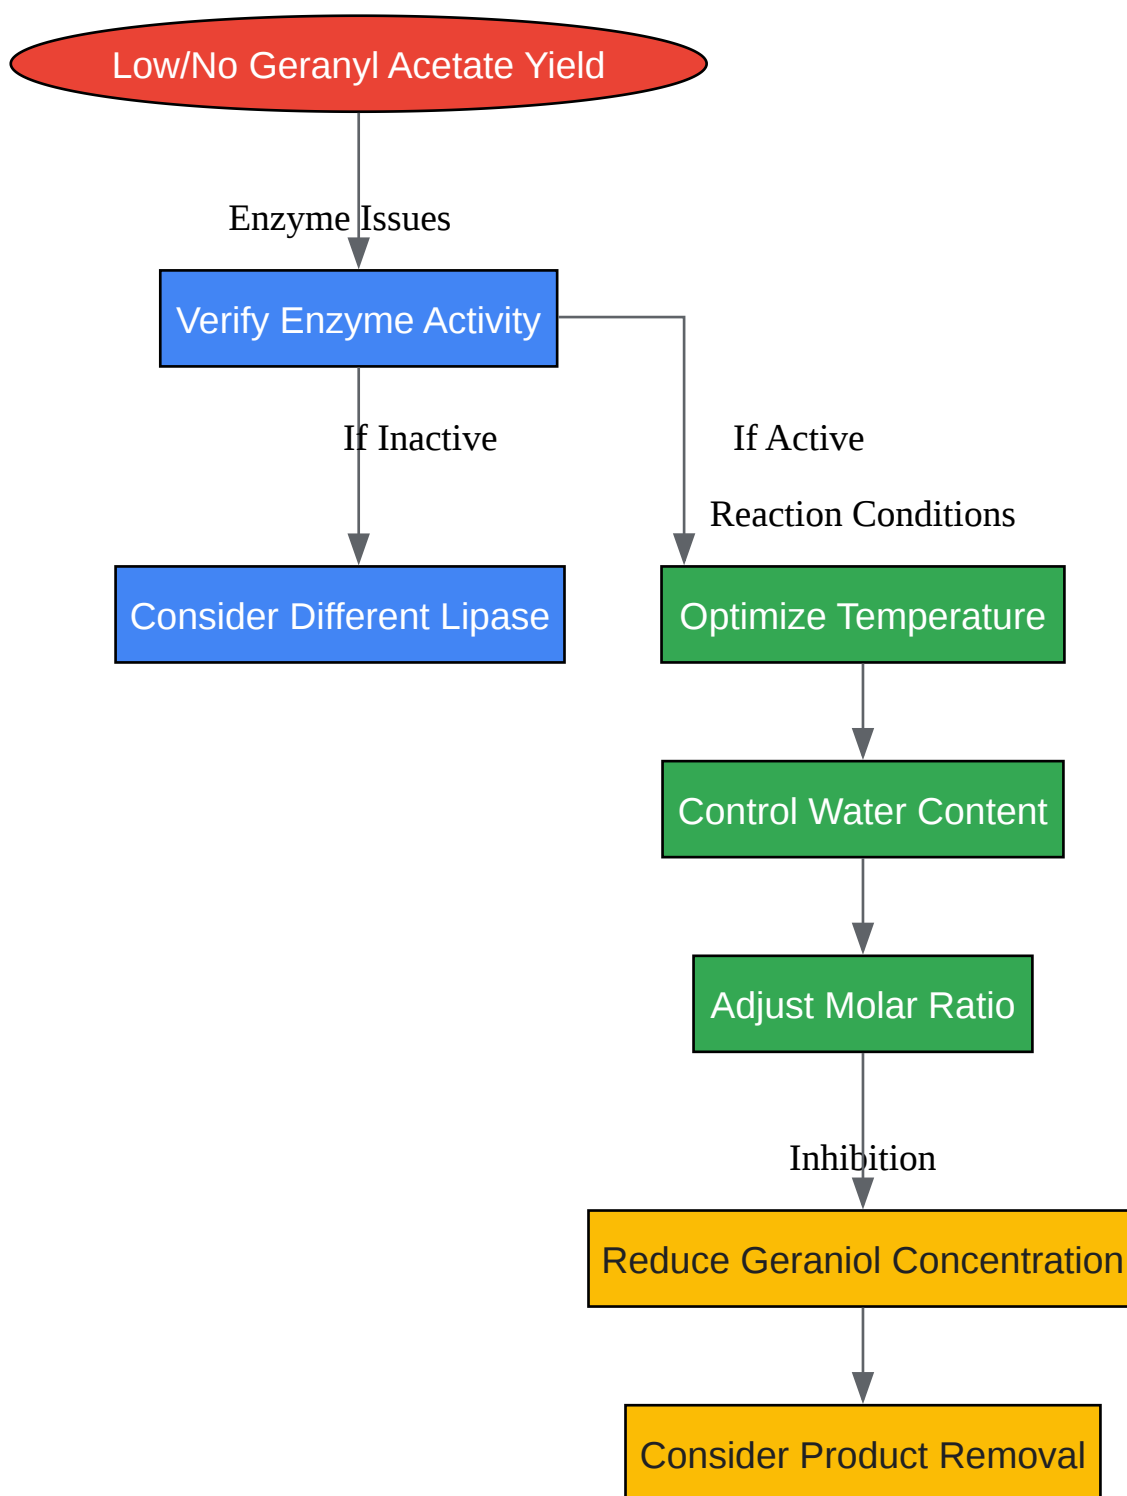 Low/No Geranyl Acetate Yield
Enzyme Issues
Verify Enzyme Activity
If Inactive
If Active
Reaction Conditions
Consider Different Lipase
Optimize Temperature
Control Water Content
Adjust Molar Ratio
Inhibition
Reduce Geraniol Concentration
Consider Product Removal